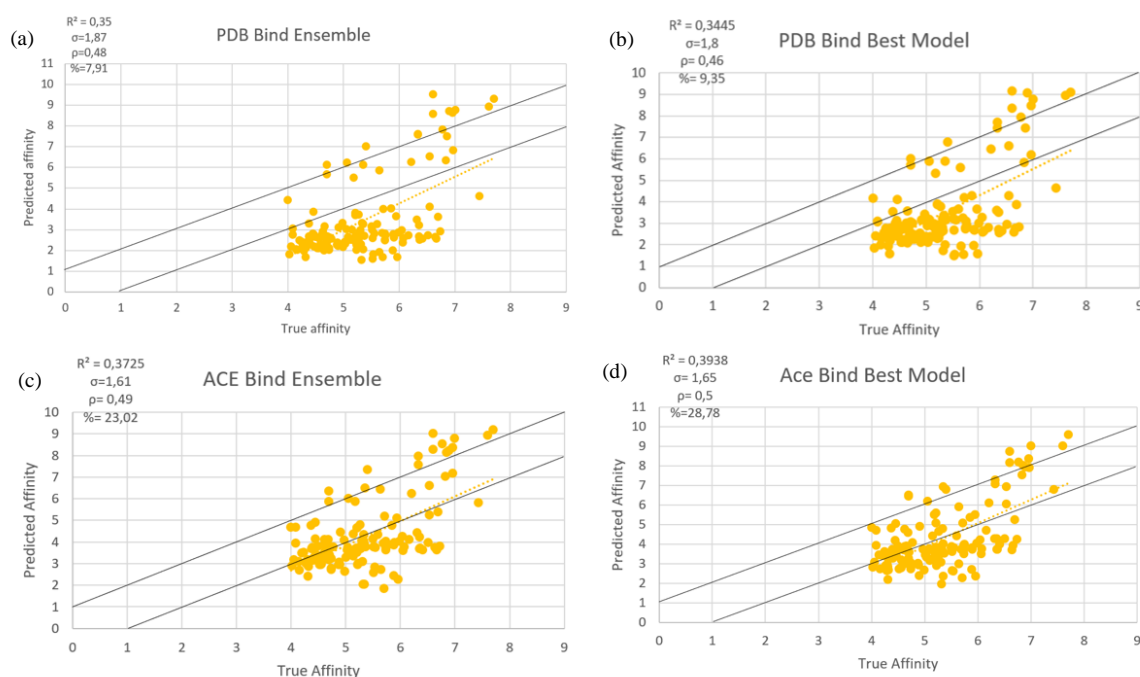 (a)
R² = 0,35
σ=1,87
ρ=0,48
%=7,91
PDB Bind Ensemble
Predicted affinity
11
10
9
8
7
6
5
4
3
2
1
0
0 1 2 3 4 5 6 7 8 9
True affinity
(b)
R² = 0,3445
σ=1,8
ρ= 0,46
%= 9,35
PDB Bind Best Model
Predicted Affinity
10
9
8
7
6
5
4
3
2
1
0
0 1 2 3 4 5 6 7 8 9
True Affinity
(c)
R² = 0,3725
σ=1,61
ρ= 0,49
%= 23,02
ACE Bind Ensemble
Predicted Affinity
10
9
8
7
6
5
4
3
2
1
0
0 1 2 3 4 5 6 7 8 9
True Affinity
(d)
R² = 0,3938
σ= 1,65
ρ= 0,5
%=28,78
Ace Bind Best Model
Predicted Affinity
11
10
9
8
7
6
5
4
3
2
1
0
0 1 2 3 4 5 6 7 8 9
True Affinity